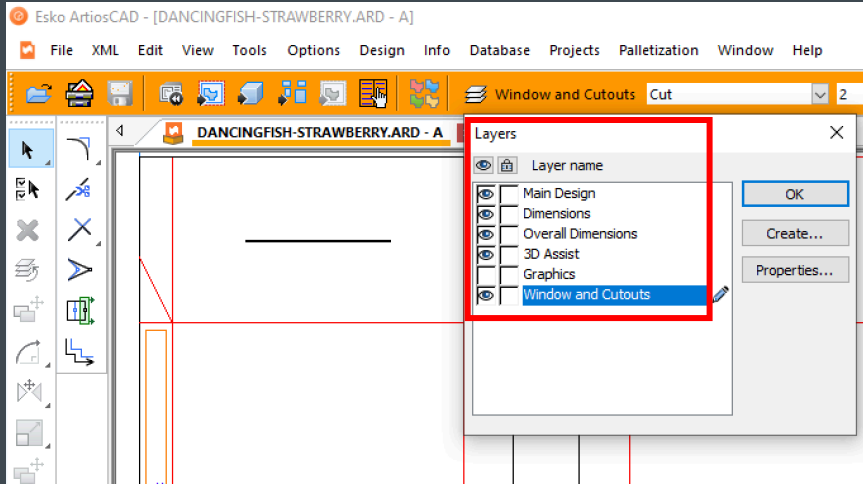 Esko ArtiosCAD - [DANCINGFISH-STRAWBERRY.ARD - A]
File XML Edit View Tools Options Design Info Database Projects Palletization Window Help
Window and Cutouts Cut 2
DANCINGFISH-STRAWBERRY.ARD - A
Layers
Layer name
Main Design
Dimensions
Overall Dimensions
3D Assist
Graphics
Window and Cutouts
OK
Create...
Properties...